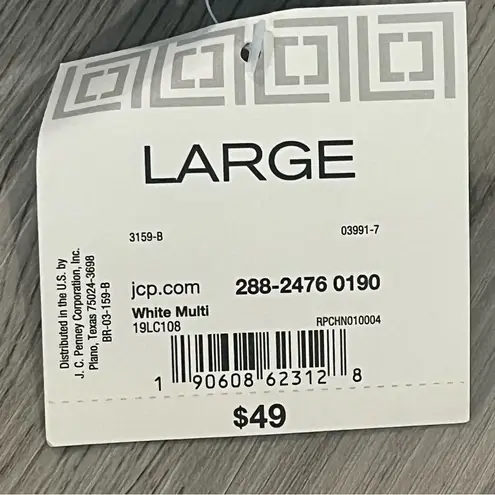 LARGE
3159-B 03991-7
Distributed in the U.S. by
J. C. Penney Corporation, Inc.
Plano, Texas 75024-3698
BR-03-159-B
jcp.com 288-2476 0190
White Multi
19LC108 RPCHN010004
1 90608 62312 8
$49